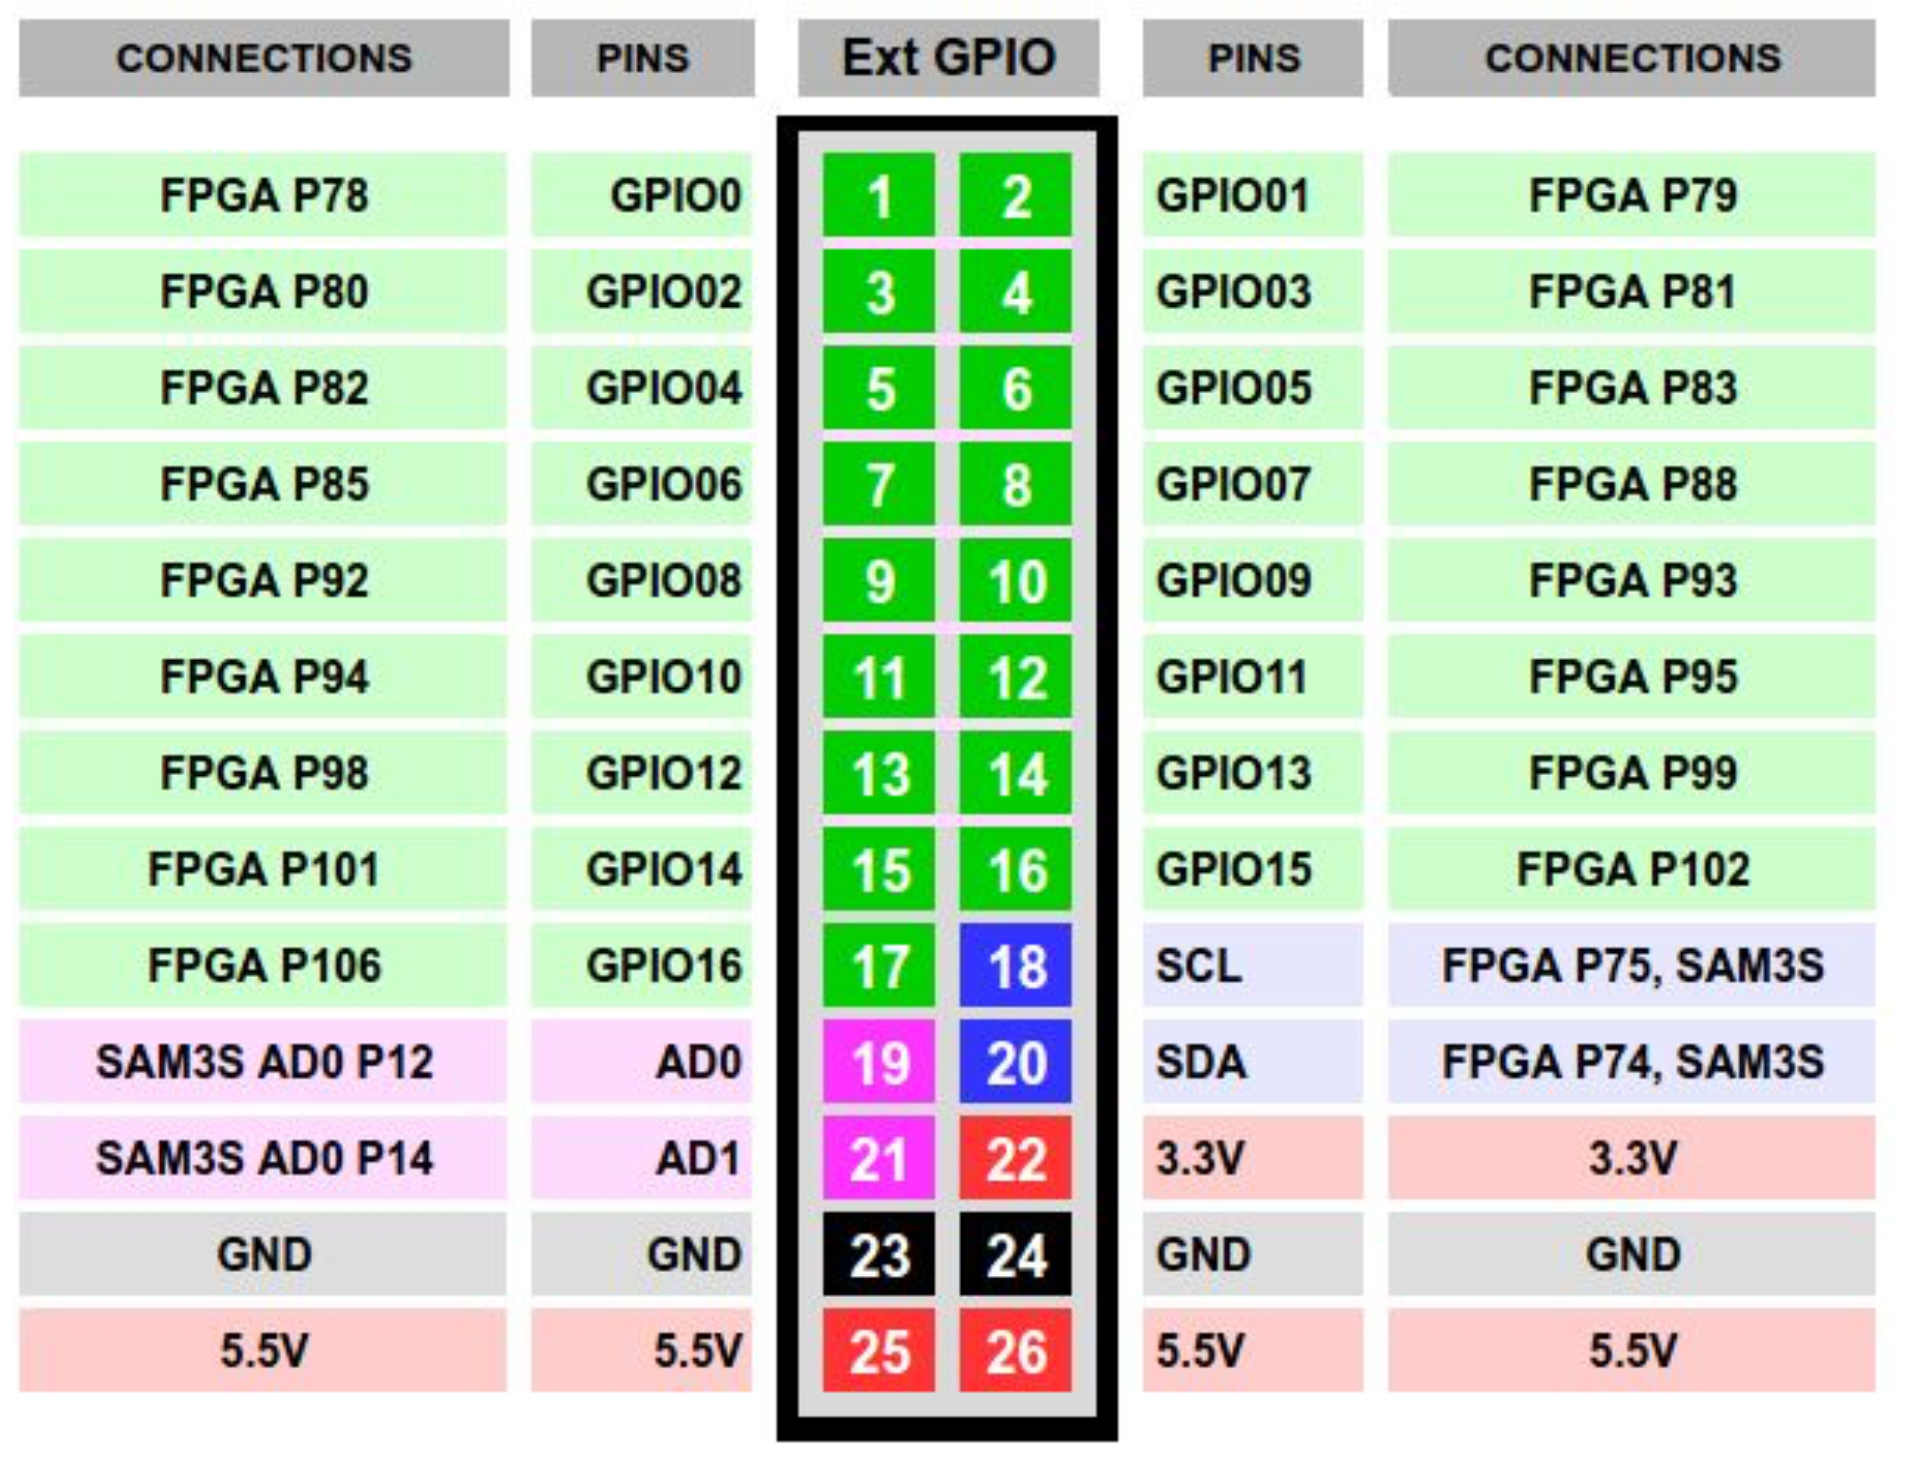 CONNECTIONS PINS Ext GPIO PINS CONNECTIONS
FPGA P78 GPIO0 1 2 GPIO01 FPGA P79
FPGA P80 GPIO02 3 4 GPIO03 FPGA P81
FPGA P82 GPIO04 5 6 GPIO05 FPGA P83
FPGA P85 GPIO06 7 8 GPIO07 FPGA P88
FPGA P92 GPIO08 9 10 GPIO09 FPGA P93
FPGA P94 GPIO10 11 12 GPIO11 FPGA P95
FPGA P98 GPIO12 13 14 GPIO13 FPGA P99
FPGA P101 GPIO14 15 16 GPIO15 FPGA P102
FPGA P106 GPIO16 17 18 SCL FPGA P75, SAM3S
SAM3S AD0 P12 AD0 19 20 SDA FPGA P74, SAM3S
SAM3S AD0 P14 AD1 21 22 3.3V 3.3V
GND GND 23 24 GND GND
5.5V 5.5V 25 26 5.5V 5.5V